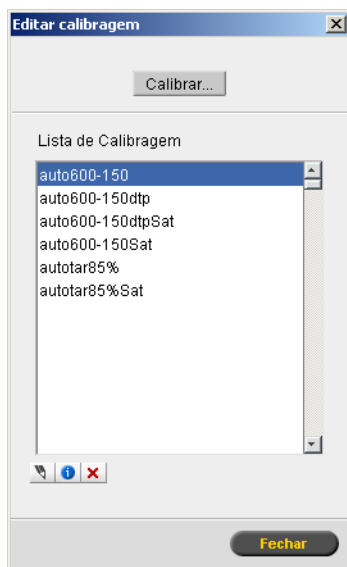 Editar calibragem
Calibrar...
Lista de Calibragem
auto600-150
auto600-150dtp
auto600-150dtpSat
auto600-150Sat
autotar85%
autotar85%Sat
Fechar